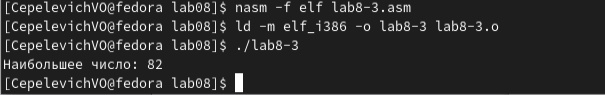 [CepelevichVO@fedora lab08]$ nasm -f elf lab8-3.asm
[CepelevichVO@fedora lab08]$ ld -m elf_i386 -o lab8-3 lab8-3.o
[CepelevichVO@fedora lab08]$ ./lab8-3
Наибольшее число: 82
[CepelevichVO@fedora lab08]$